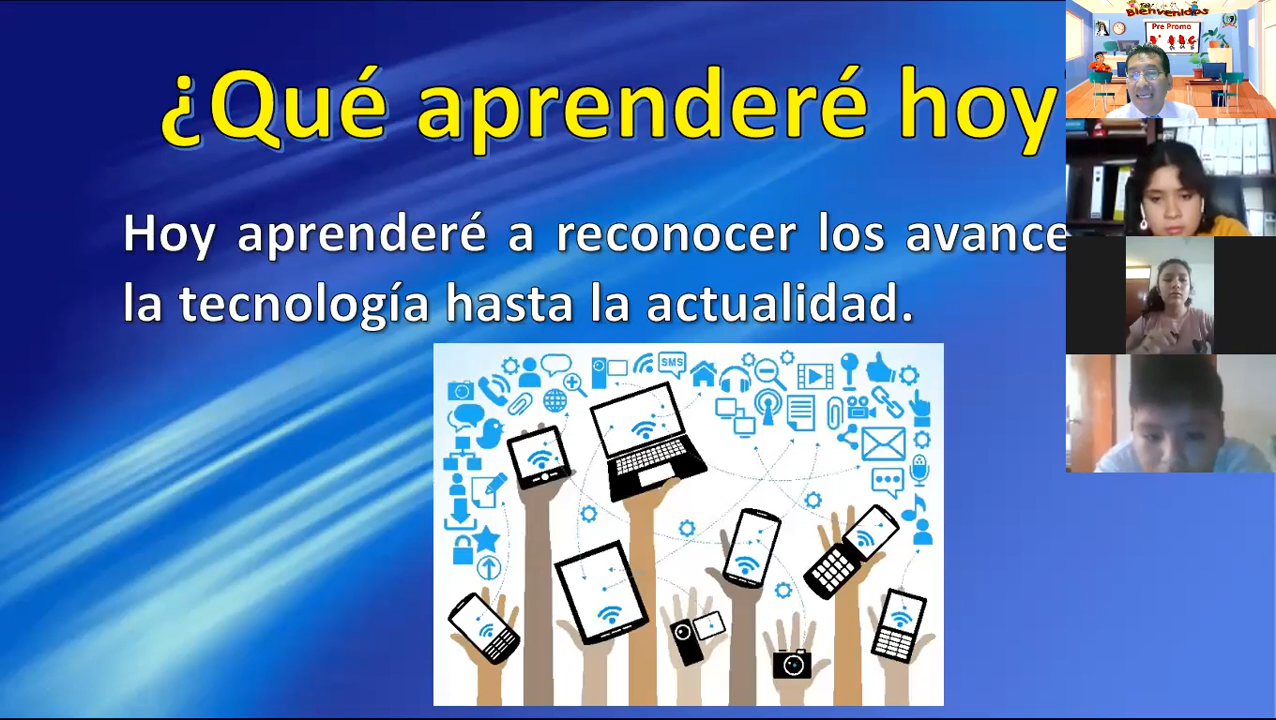 ¿Qué aprenderé hoy
Hoy aprenderé a reconocer los avance
la tecnología hasta la actualidad.
SMS
Bienvenidos
Pre Promo